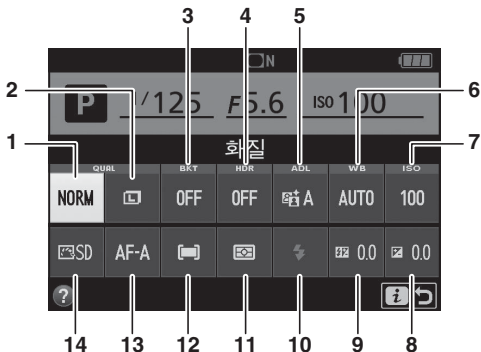 3 4 5
N
2 6
P 1/125 F5.6 ISO 100
화질
1 7
QUAL BKT HDR ADL WB ISO
NORM L OFF OFF A AUTO 100
SD AF-A 0.0 0.0
? i
14 13 12 11 10 9 8